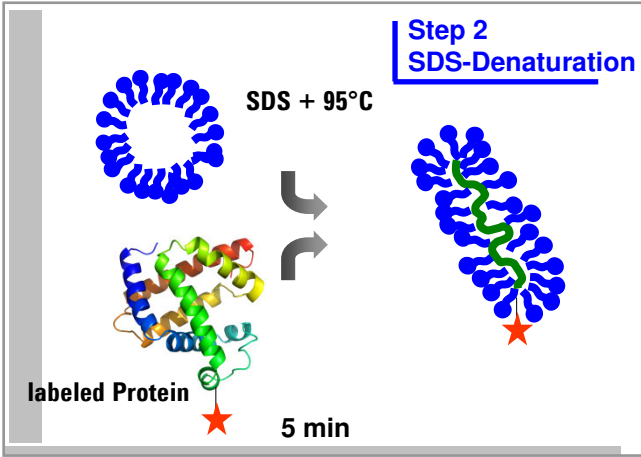 Step 2
SDS-Denaturation
SDS + 95°C
labeled Protein
5 min